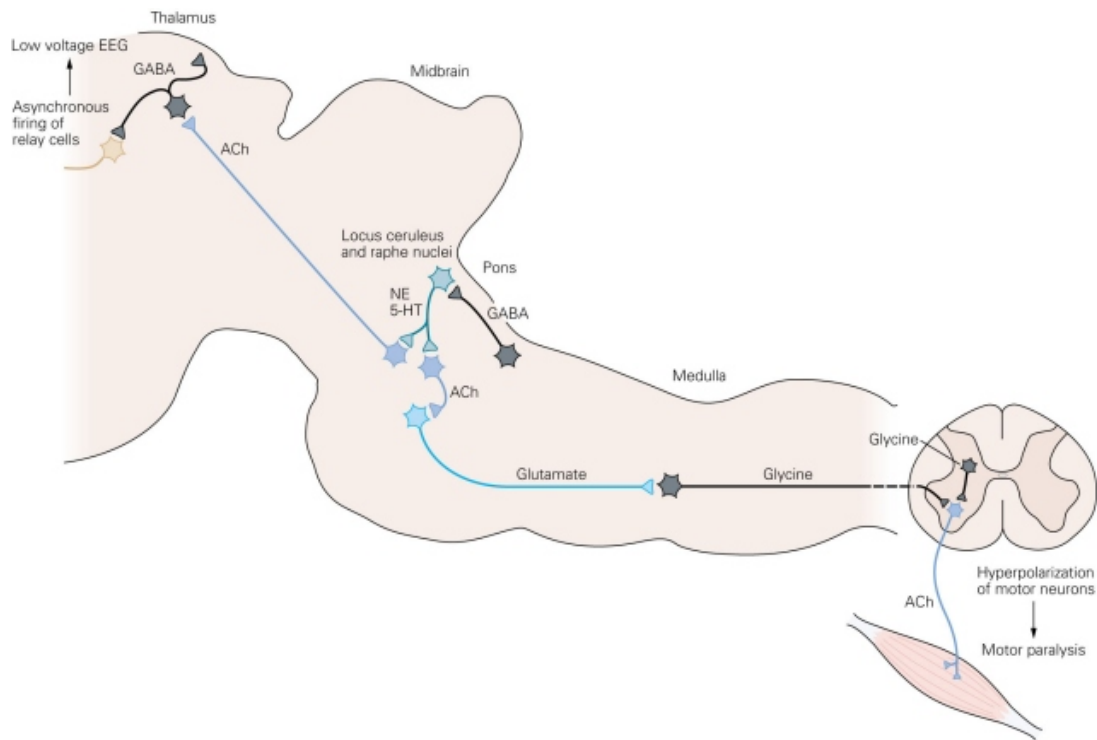 Thalamus
Low voltage EEG
GABA
Midbrain
Asynchronous
firing of
relay cells
ACh
Locus ceruleus
and raphe nuclei
Pons
NE
5-HT
GABA
Medulla
ACh
Glycine
Glutamate
Glycine
Hyperpolarization
of motor neurons
ACh
Motor paralysis